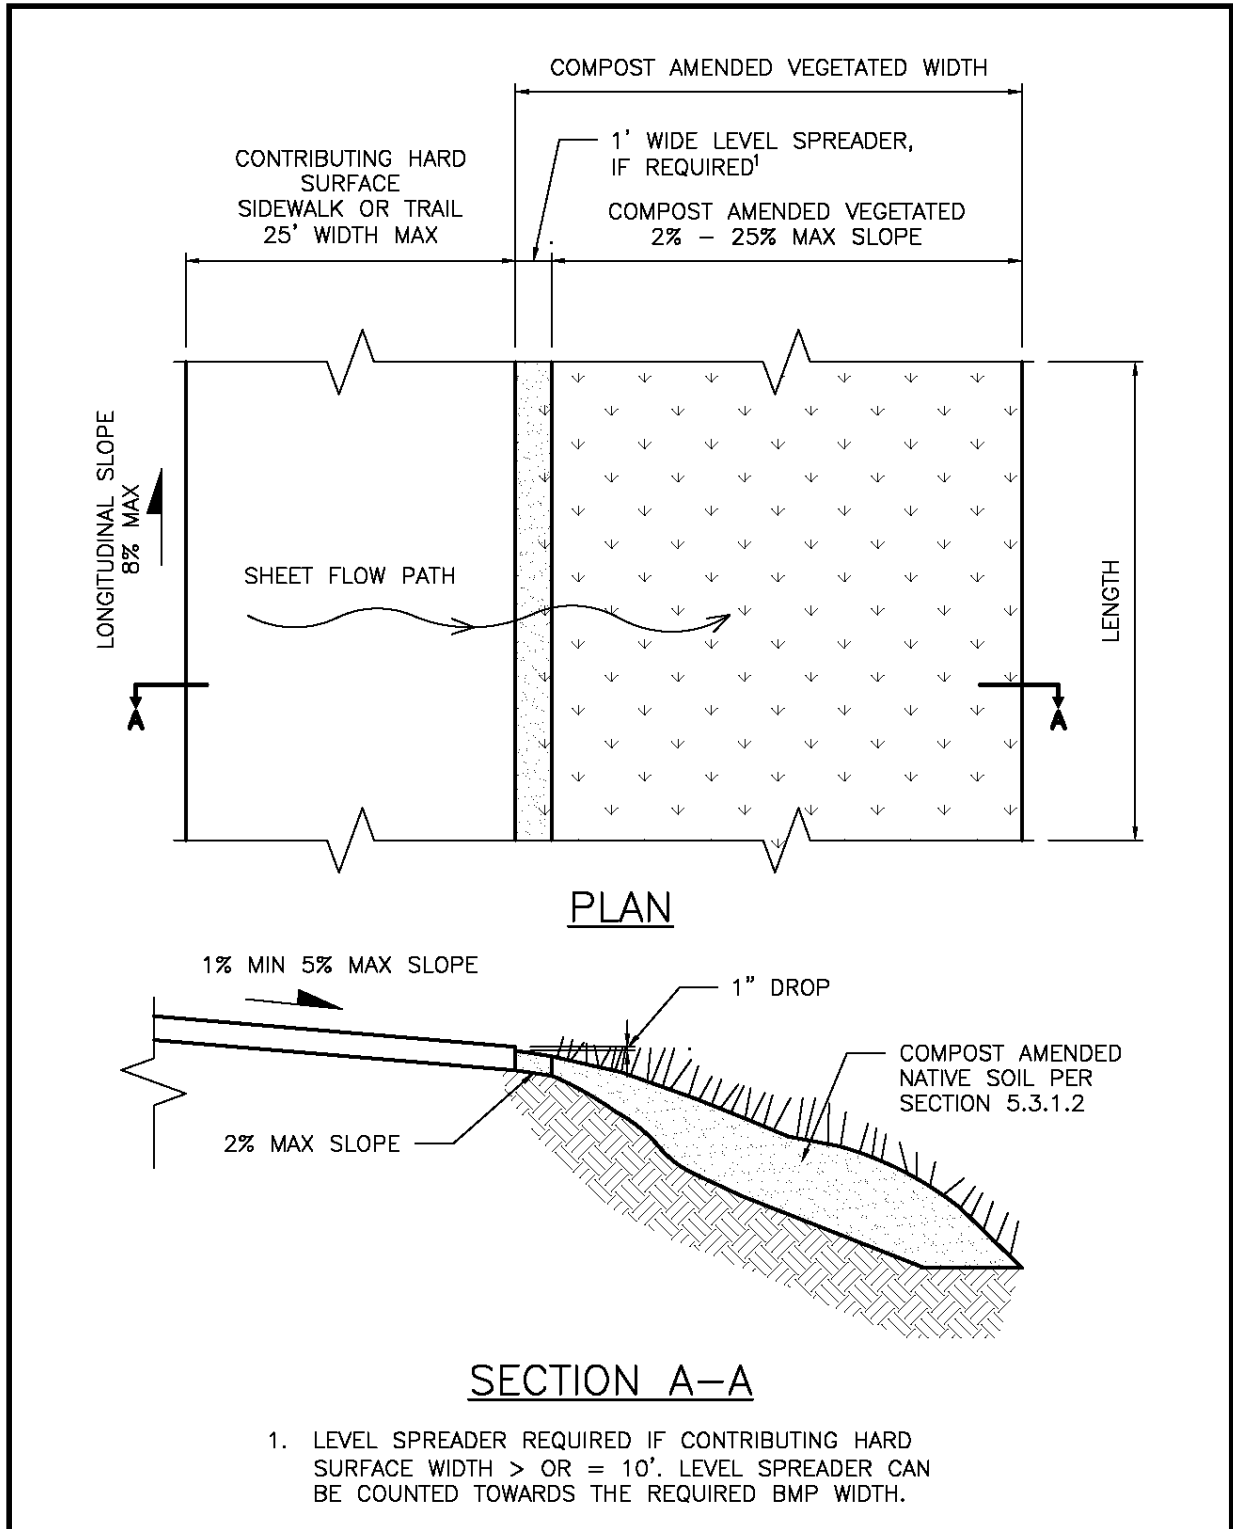 COMPOST AMENDED VEGETATED WIDTH
1' WIDE LEVEL SPREADER,
IF REQUIRED¹
CONTRIBUTING HARD
SURFACE
SIDEWALK OR TRAIL
25' WIDTH MAX
COMPOST AMENDED VEGETATED
2% – 25% MAX SLOPE
LONGITUDINAL SLOPE
8% MAX
SHEET FLOW PATH
LENGTH
A
A
PLAN
1% MIN 5% MAX SLOPE
1" DROP
COMPOST AMENDED
NATIVE SOIL PER
SECTION 5.3.1.2
2% MAX SLOPE
SECTION A–A
1. LEVEL SPREADER REQUIRED IF CONTRIBUTING HARD
SURFACE WIDTH > OR = 10'. LEVEL SPREADER CAN
BE COUNTED TOWARDS THE REQUIRED BMP WIDTH.